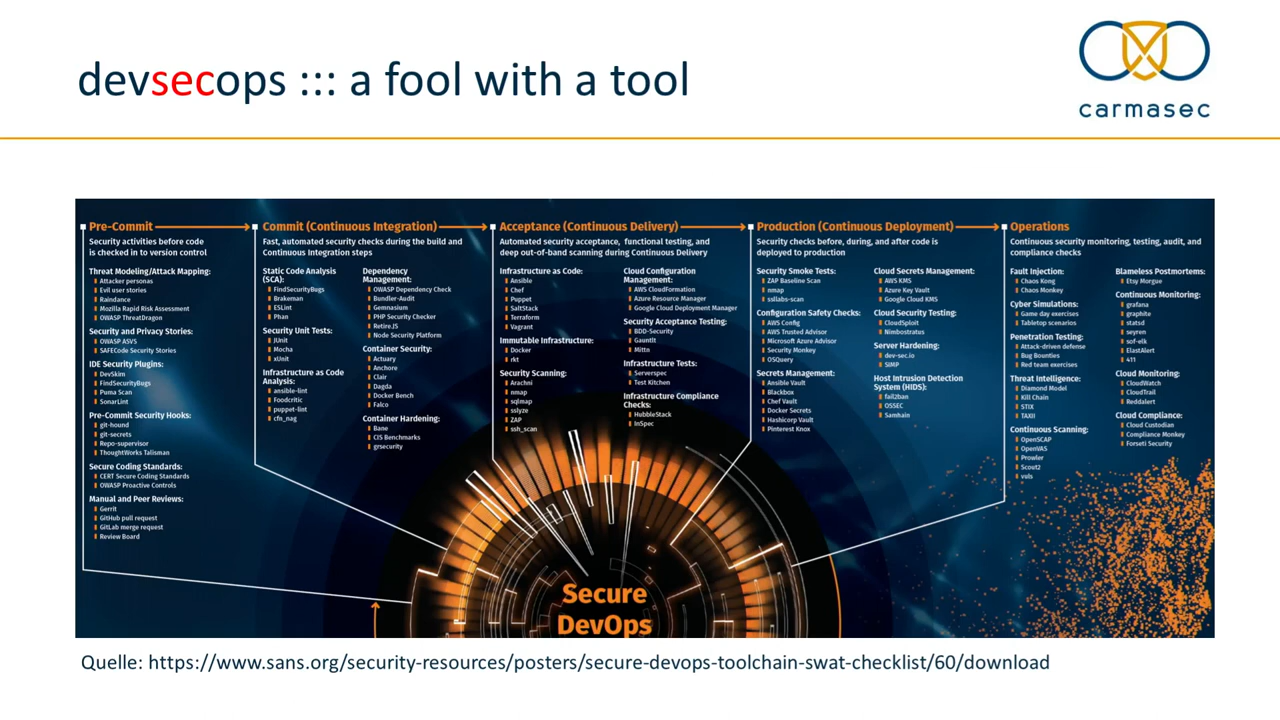 devsecops ::: a fool with a tool
carmasec
Pre-Commit
Security activities before code
is checked in to version control
Threat Modeling/Attack Mapping:
Attacker personas
Evil user stories
Raindance
Mozilla Rapid Risk Assessment
OWASP ThreatDragon
Security and Privacy Stories:
OWASP ASVS
SAFECode Security Stories
IDE Security Plugins:
DevSkim
FindSecurityBugs
Puma Scan
SonarLint
Pre-Commit Security Hooks:
git-hound
git-secrets
Repo-supervisor
ThoughtWorks Talisman
Secure Coding Standards:
CERT Secure Coding Standards
OWASP Proactive Controls
Manual and Peer Reviews:
Gerrit
GitHub pull request
GitLab merge request
Review Board
Commit (Continuous Integration)
Fast, automated security checks during the build and
Continuous Integration steps
Static Code Analysis
(SCA):
FindSecurityBugs
Brakeman
ESLint
Phan
Security Unit Tests:
JUnit
Mocha
xUnit
Infrastructure as Code
Analysis:
ansible-lint
Foodcritic
puppet-lint
cfn_nag
Dependency
Management:
OWASP Dependency Check
Bundler-Audit
Gemnasium
PHP Security Checker
Retire.JS
Node Security Platform
Container Security:
Actuary
Anchore
Clair
Dagda
Docker Bench
Falco
Container Hardening:
Bane
CIS Benchmarks
grsecurity
Acceptance (Continuous Delivery)
Automated security acceptance, functional testing, and
deep out-of-band scanning during Continuous Delivery
Infrastructure as Code:
Ansible
Chef
Puppet
SaltStack
Terraform
Vagrant
Immutable Infrastructure:
Docker
rkt
Security Scanning:
Arachni
nmap
sqlmap
sslyze
ZAP
ssh_scan
Cloud Configuration
Management:
AWS CloudFormation
Azure Resource Manager
Google Cloud Deployment Manager
Security Acceptance Testing:
BDD-Security
Gauntlt
Mittn
Infrastructure Tests:
Serverspec
Test Kitchen
Infrastructure Compliance
Checks:
HubbleStack
InSpec
Production (Continuous Deployment)
Security checks before, during, and after code is
deployed to production
Security Smoke Tests:
ZAP Baseline Scan
nmap
ssllabs-scan
Configuration Safety Checks:
AWS Config
AWS Trusted Advisor
Microsoft Azure Advisor
Security Monkey
OSQuery
Secrets Management:
Ansible Vault
Blackbox
Chef Vault
Docker Secrets
Hashicorp Vault
Pinterest Knox
Cloud Secrets Management:
AWS KMS
Azure Key Vault
Google Cloud KMS
Cloud Security Testing:
CloudSploit
Nimbostratus
Server Hardening:
dev-sec.io
SIMP
Host Intrusion Detection
System (HIDS):
fail2ban
OSSEC
Samhain
Operations
Continuous security monitoring, testing, audit, and
compliance checks
Fault Injection:
Chaos Kong
Chaos Monkey
Cyber Simulations:
Game day exercises
Tabletop scenarios
Penetration Testing:
Attack-driven defense
Bug Bounties
Red team exercises
Threat Intelligence:
Diamond Model
Kill Chain
STIX
TAXII
Continuous Scanning:
OpenSCAP
OpenVAS
Prowler
Scout2
vuls
Blameless Postmortems:
Etsy Morgue
Continuous Monitoring:
grafana
graphite
statsd
seyren
sof-elk
ElastAlert
411
Cloud Monitoring:
CloudWatch
CloudTrail
Reddalert
Cloud Compliance:
Cloud Custodian
Compliance Monkey
Forseti Security
Secure
DevOps
Quelle: https://www.sans.org/security-resources/posters/secure-devops-toolchain-swat-checklist/60/download